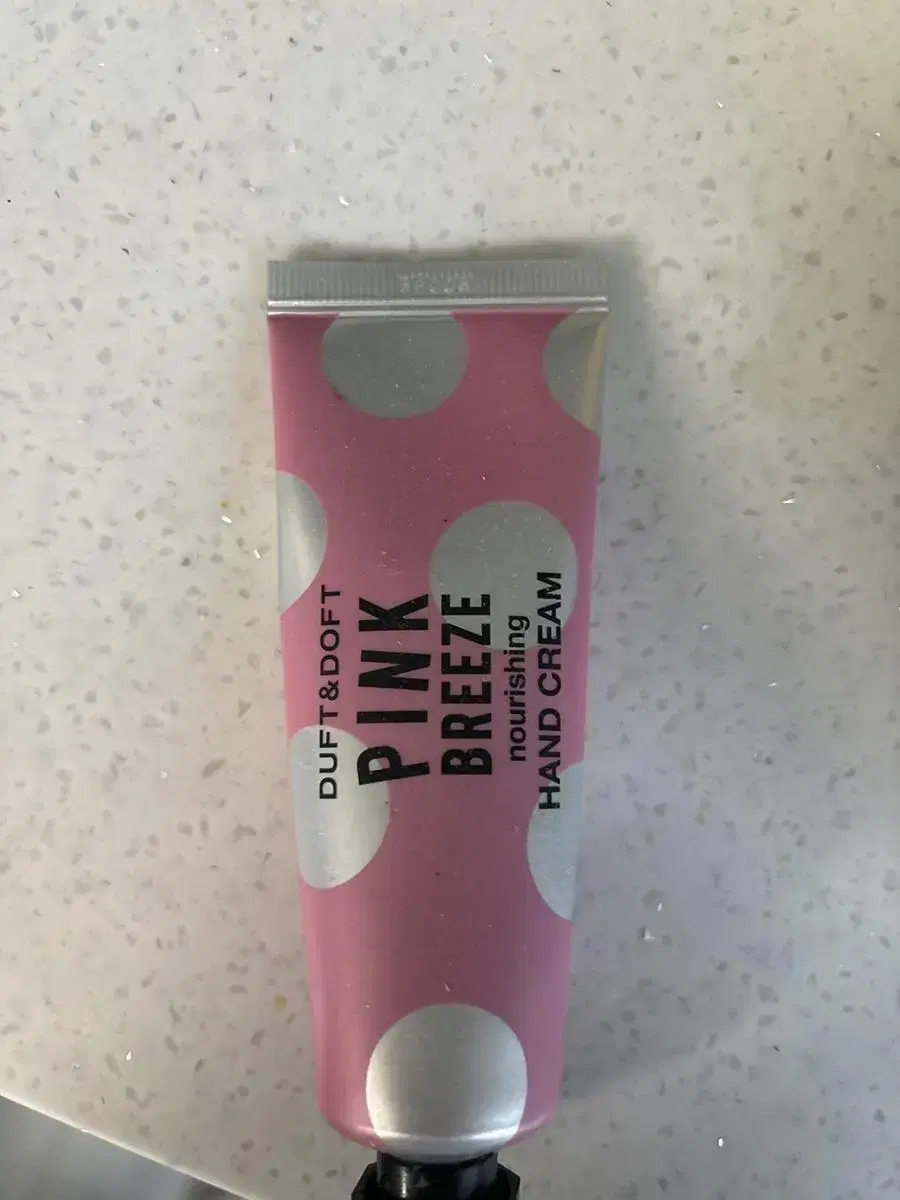 DUFT&DOFT
PINK
BREEZE
nourishing
HAND CREAM